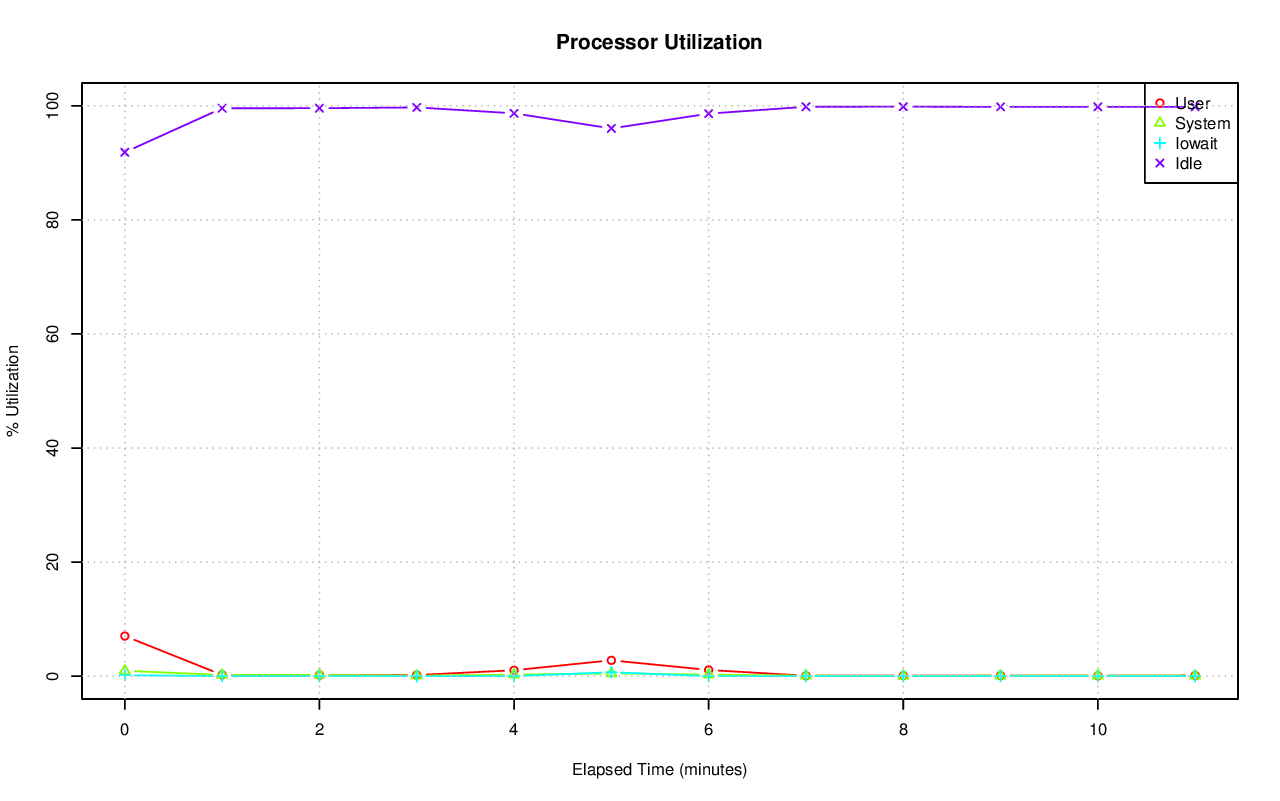 Processor Utilization
100
80
60
40
20
0
% Utilization
User
System
Iowait
Idle
0 2 4 6 8 10
Elapsed Time (minutes)